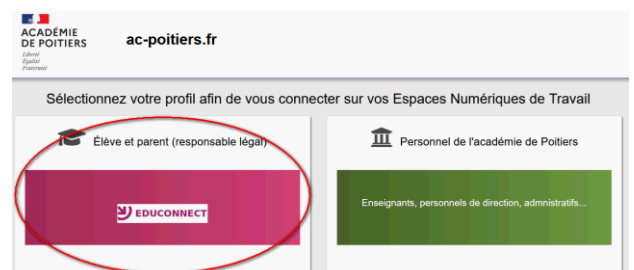 ACADÉMIE
DE POITIERS
Liberté
Égalité
Fraternité
ac-poitiers.fr
Sélectionnez votre profil afin de vous connecter sur vos Espaces Numériques de Travail
Élève et parent (responsable légal)
EDUCONNECT
Personnel de l'académie de Poitiers
Enseignants, personnels de direction, admnistratifs...